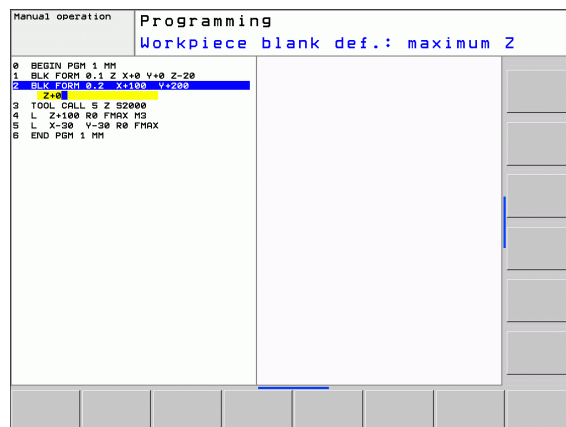 Manual operation
Programming
Workpiece blank def.: maximum Z
0 BEGIN PGM 1 MM
1 BLK FORM 0.1 Z X+0 Y+0 Z-20
2 BLK FORM 0.2 X+100 Y+200
Z+0
3 TOOL CALL 5 Z S2000
4 L Z+100 R0 FMAX M3
5 L X-30 Y-30 R0 FMAX
6 END PGM 1 MM